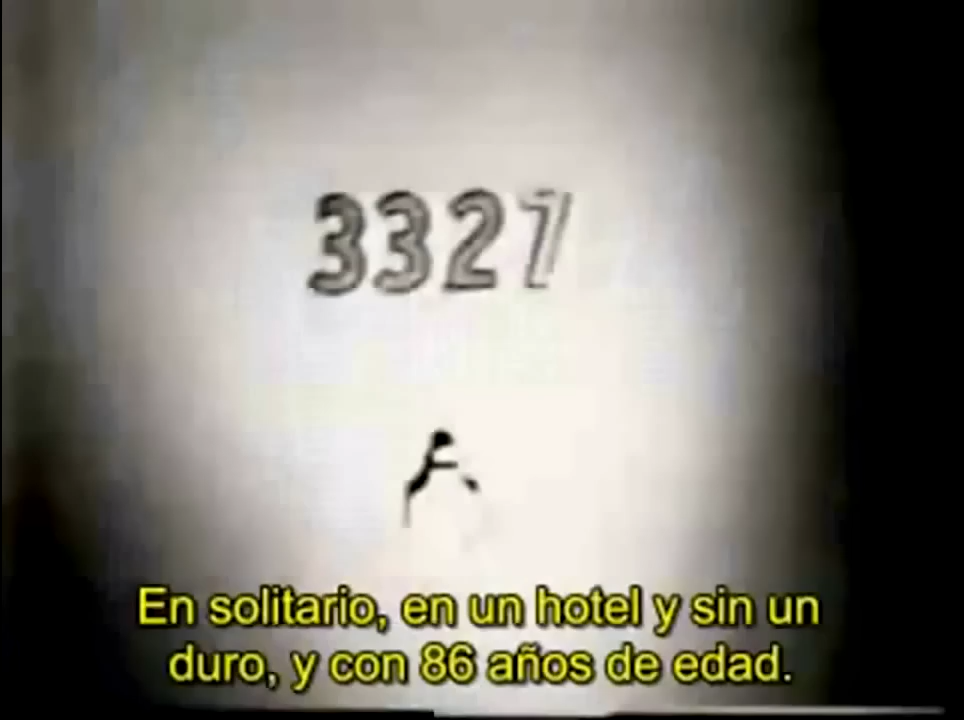 3327
En solitario, en un hotel y sin un
duro, y con 86 años de edad.